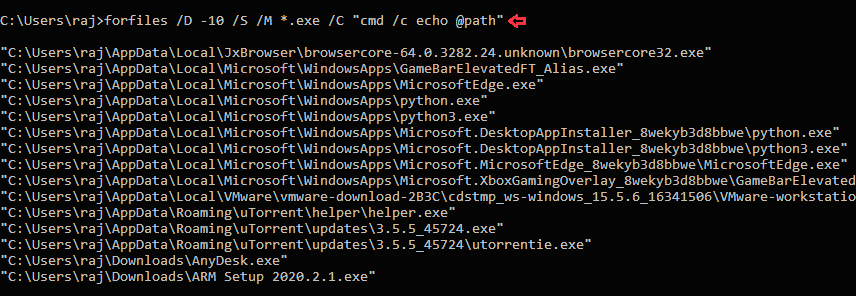 C:\Users\raj>forfiles /D -10 /S /M *.exe /C "cmd /c echo @path"
"C:\Users\raj\AppData\Local\JxBrowser\browsercore-64.0.3282.24.unknown\browsercore32.exe"
"C:\Users\raj\AppData\Local\Microsoft\WindowsApps\GameBarElevatedFT_Alias.exe"
"C:\Users\raj\AppData\Local\Microsoft\WindowsApps\MicrosoftEdge.exe"
"C:\Users\raj\AppData\Local\Microsoft\WindowsApps\python.exe"
"C:\Users\raj\AppData\Local\Microsoft\WindowsApps\python3.exe"
"C:\Users\raj\AppData\Local\Microsoft\WindowsApps\Microsoft.DesktopAppInstaller_8wekyb3d8bbwe\python.exe"
"C:\Users\raj\AppData\Local\Microsoft\WindowsApps\Microsoft.DesktopAppInstaller_8wekyb3d8bbwe\python3.exe"
"C:\Users\raj\AppData\Local\Microsoft\WindowsApps\Microsoft.MicrosoftEdge_8wekyb3d8bbwe\MicrosoftEdge.exe"
"C:\Users\raj\AppData\Local\Microsoft\WindowsApps\Microsoft.XboxGamingOverlay_8wekyb3d8bbwe\GameBarElevated
"C:\Users\raj\AppData\Local\VMware\vmware-download-2B3C\cdstmp_ws-windows_15.5.6_16341506\VMware-workstatio
"C:\Users\raj\AppData\Roaming\uTorrent\helper\helper.exe"
"C:\Users\raj\AppData\Roaming\uTorrent\updates\3.5.5_45724.exe"
"C:\Users\raj\AppData\Roaming\uTorrent\updates\3.5.5_45724\utorrentie.exe"
"C:\Users\raj\Downloads\AnyDesk.exe"
"C:\Users\raj\Downloads\ARM Setup 2020.2.1.exe"